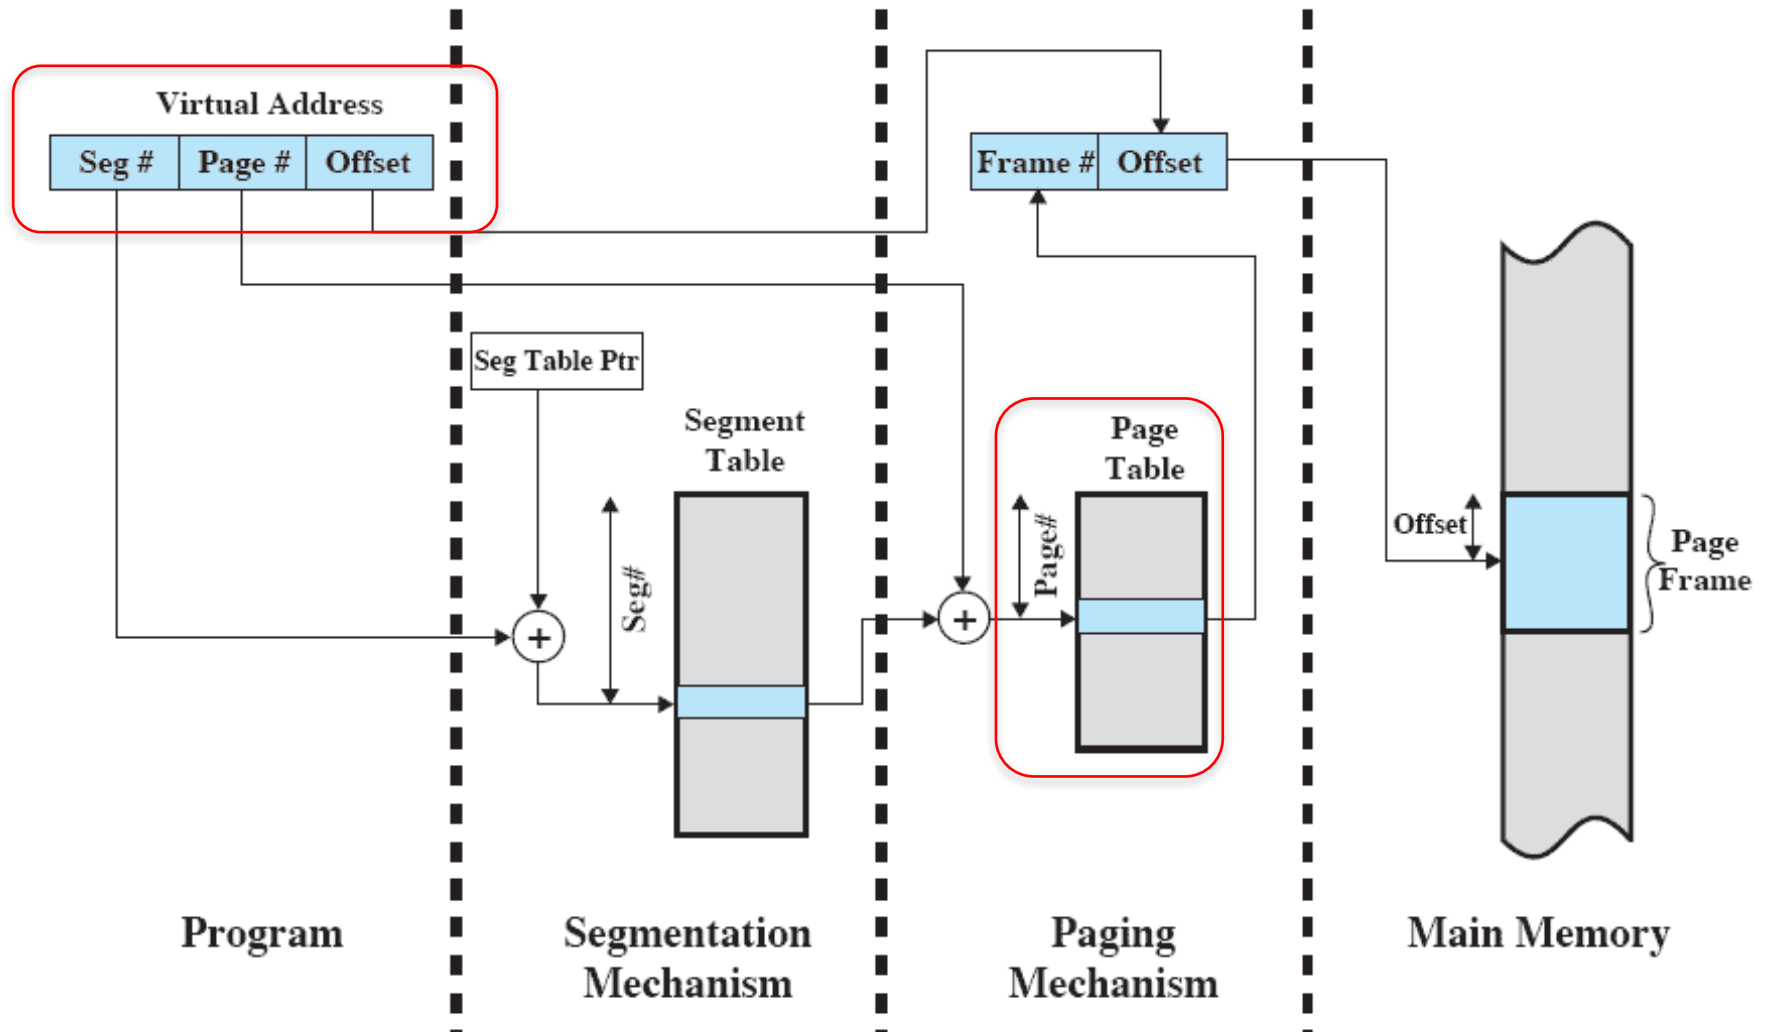 Virtual Address
Seg # Page # Offset
Frame # Offset
Seg Table Ptr
Segment
Table
Page
Table
Seg#
Page#
+
+
Offset
Page
Frame
Program
Segmentation
Mechanism
Paging
Mechanism
Main Memory